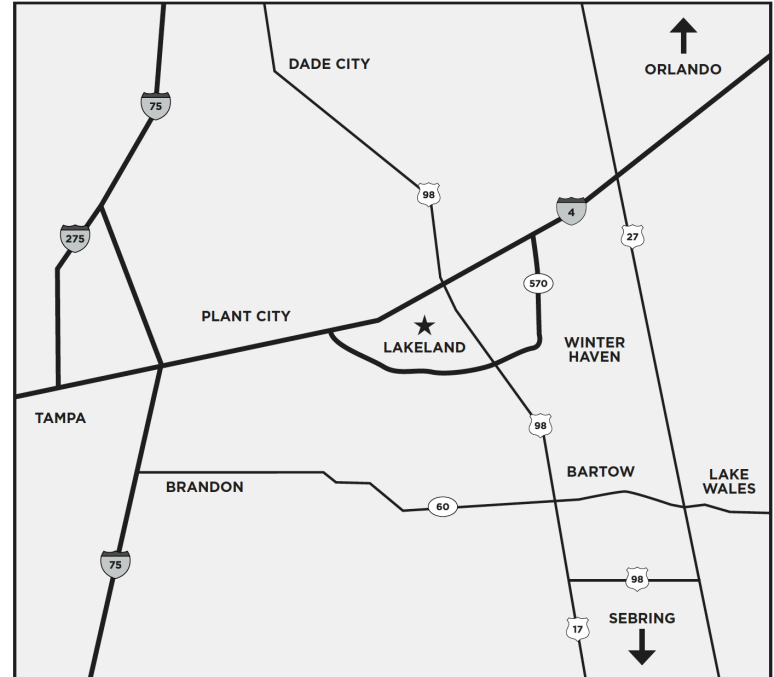 DADE CITY
ORLANDO
75
98
4
275
27
570
PLANT CITY
LAKELAND
WINTER
HAVEN
TAMPA
98
BARTOW
LAKE
WALES
BRANDON
60
75
98
SEBRING
17